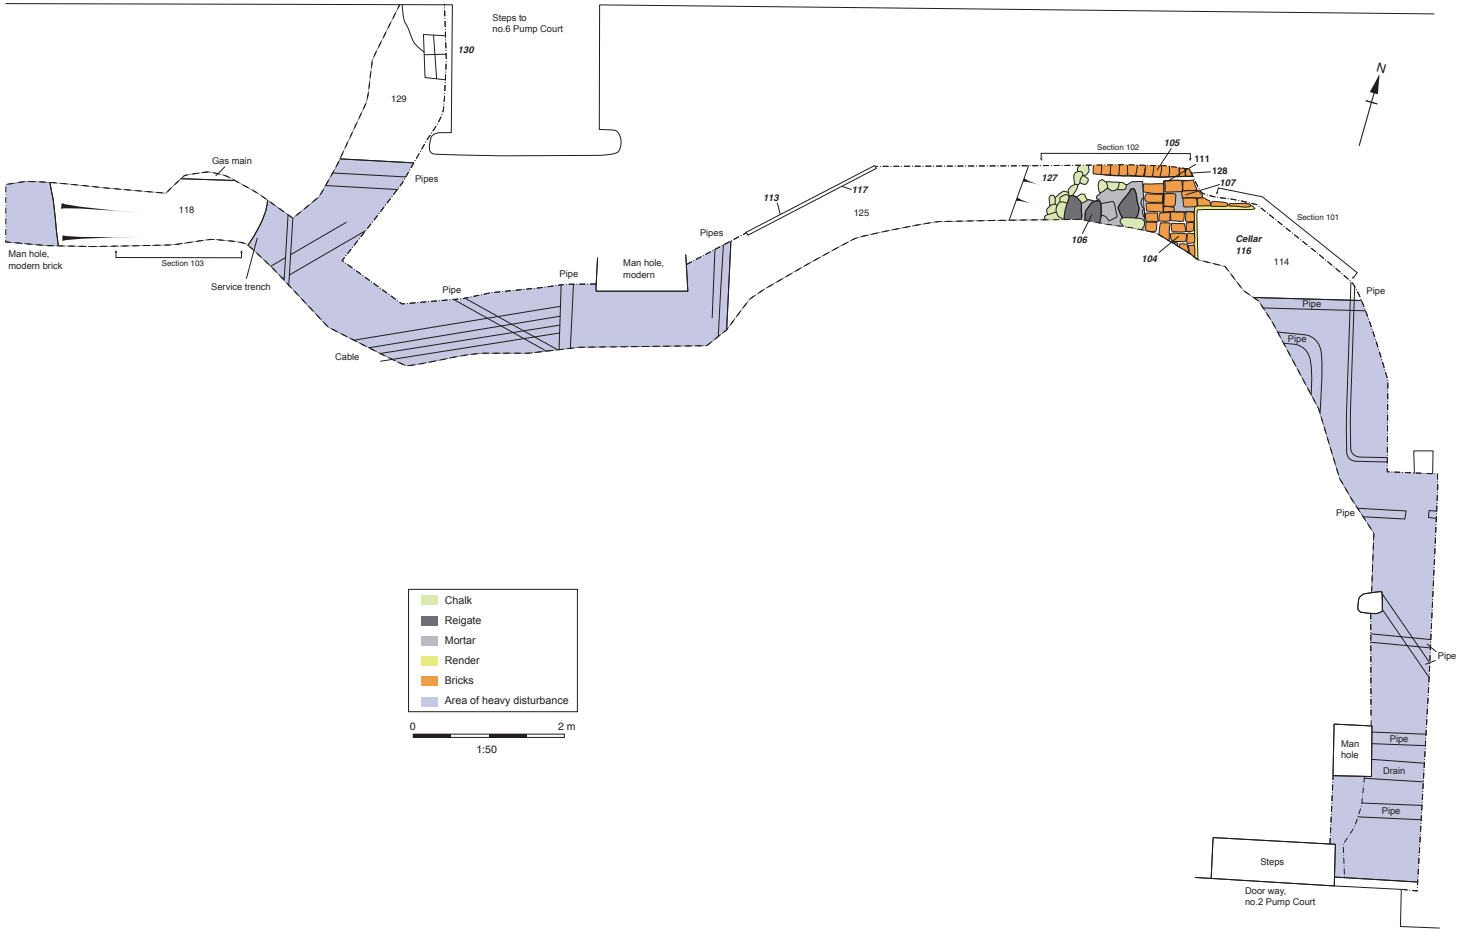 Steps to
no.6 Pump Court
130
129
N
Gas main
Pipes
118
Man hole,
modern brick
Section 103
Service trench
Section 102
105
111
128
107
127
Section 101
113
117
125
106
104
Cellar
116
114
Pipes
Man hole,
modern
Pipe
Pipe
Cable
Pipe
Pipe
Pipe
Pipe
Chalk
Reigate
Mortar
Render
Bricks
Area of heavy disturbance
0 2 m
1:50
Pipe
Man
hole
Pipe
Drain
Pipe
Steps
Door way,
no.2 Pump Court